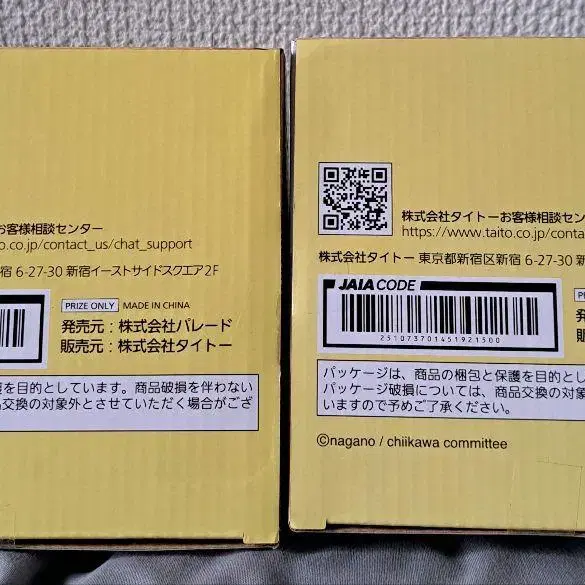 お客様相談センター
o.co.jp/contact_us/chat_support
宿 6-27-30 新宿イーストサイドスクエア2F
PRIZE ONLY MADE IN CHINA
発売元：株式会社パレード
販売元：株式会社タイトー
を目的としています。商品破損を伴わない
品交換の対象外とさせていただく場合がござ
株式会社タイトーお客様相談セン
https://www.taito.co.jp/conta
株式会社タイトー 東京都新宿区新宿 6-27-30 新
JAIA CODE
251073701451921500
パッケージは、商品の梱包と保護を目的とし
パッケージ破損については、商品交換の対象
いますので予めご了承ください。
©nagano / chiikawa committee